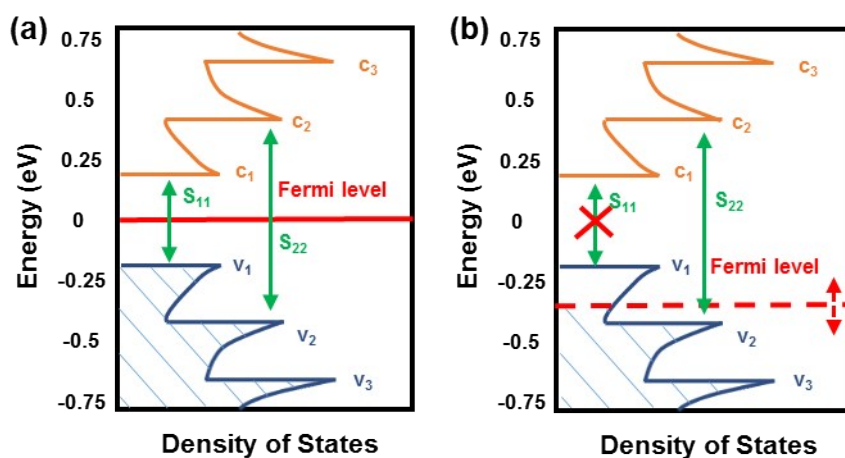 (a)
Energy (eV)
0.75
0.5
0.25
0
-0.25
-0.5
-0.75
c3
c2
c1
S11
Fermi level
S22
v1
v2
v3
Density of States
(b)
Energy (eV)
0.75
0.5
0.25
0
-0.25
-0.5
-0.75
c3
c2
c1
S11
S22
v1
Fermi level
v2
v3
Density of States